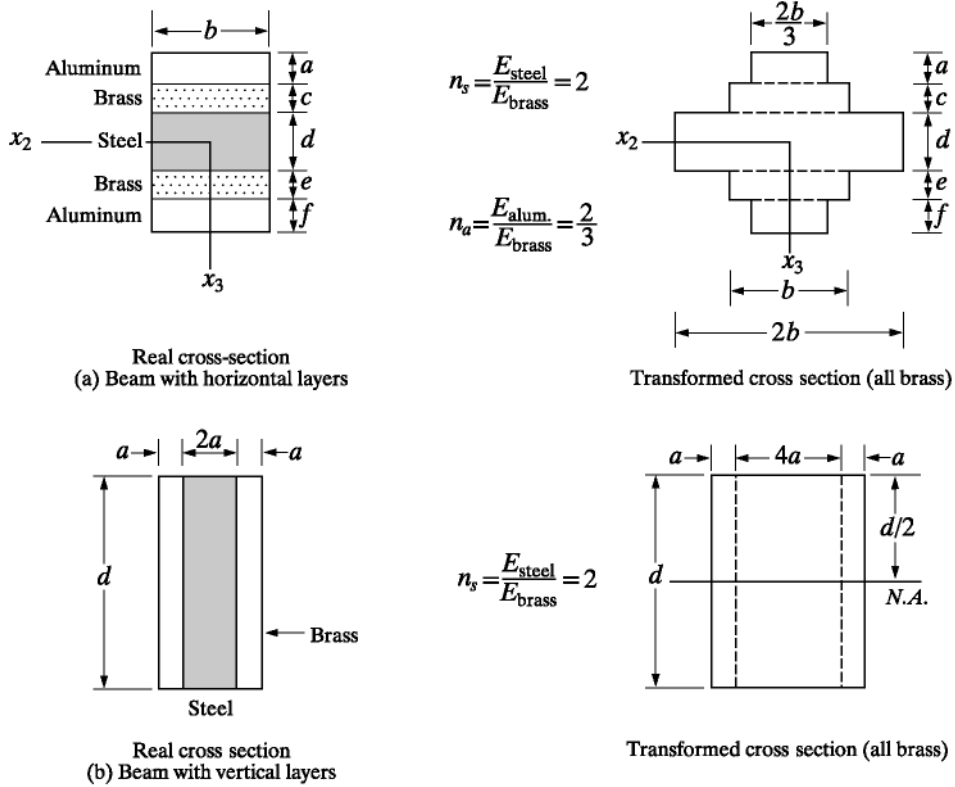 b
2b/3
Aluminum
a
n_s = E_steel/E_brass = 2
a
Brass
c
c
x₂
Steel
d
x₂
d
Brass
e
e
Aluminum
f
n_a = E_alum./E_brass = 2/3
f
x₃
x₃
b
2b
Real cross-section
(a) Beam with horizontal layers
Transformed cross section (all brass)
a
2a
a
a
4a
a
d/2
d
n_s = E_steel/E_brass = 2
d
N.A.
Brass
Steel
Real cross section
(b) Beam with vertical layers
Transformed cross section (all brass)